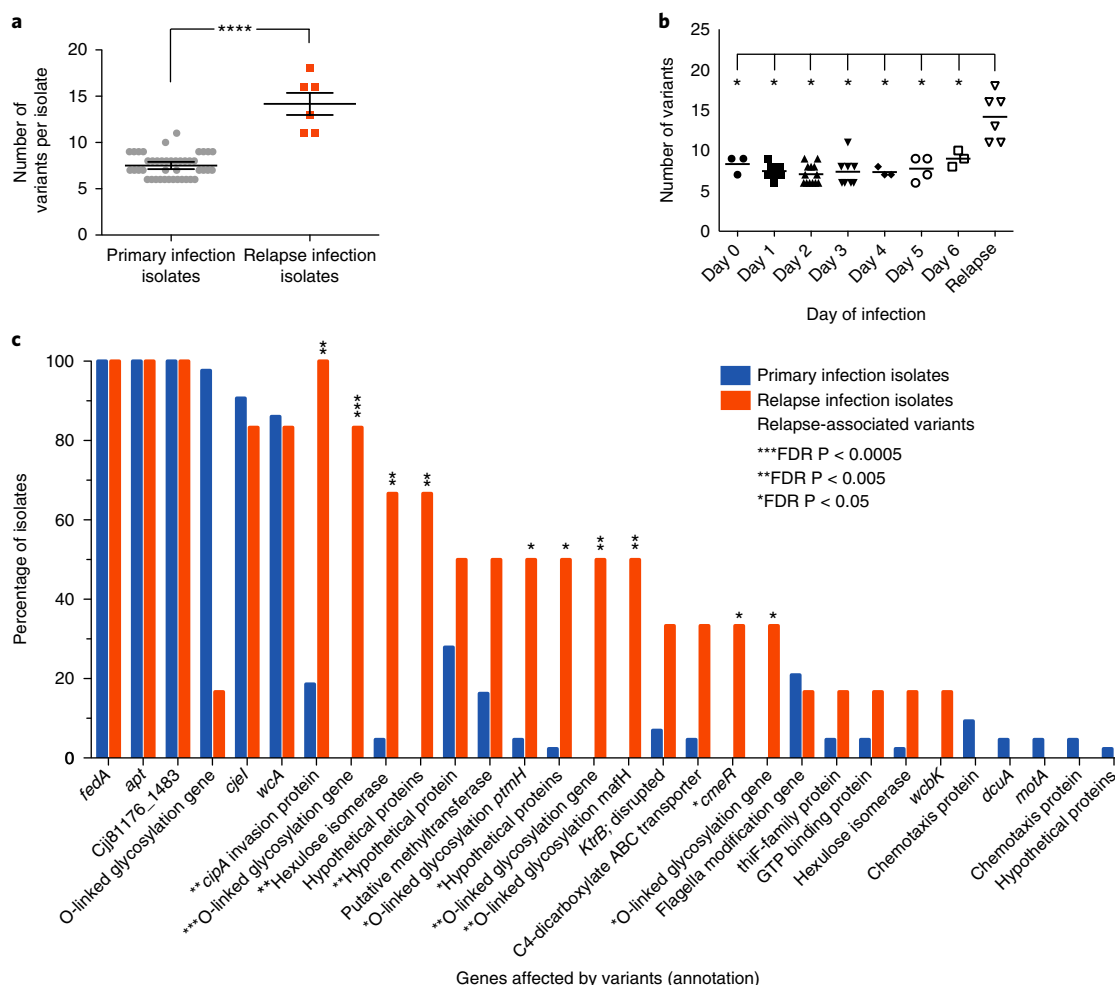 a
****
20
15
10
5
0
Number of
variants per isolate
Primary infection
isolates
Relapse infection
isolates
b
25
20
15
10
5
0
Number of variants
* * * * * * *
Day 0
Day 1
Day 2
Day 3
Day 4
Day 5
Day 6
Relapse
Day of infection
c
100
80
60
40
20
0
Percentage of isolates
**
***
**
**
*
*
**
**
*
*
Primary infection isolates
Relapse infection isolates
Relapse-associated variants
***FDR P < 0.0005
**FDR P < 0.005
*FDR P < 0.05
fedA
apt
Cjj81176_1483
O-linked glycosylation gene
cjeI
wcA
**cipA invasion protein
***O-linked glycosylation gene
**Hexulose isomerase
Hypothetical proteins
**Hypothetical protein
Putative methyltransferase
*O-linked glycosylation ptmH
*Hypothetical proteins
**O-linked glycosylation gene
**O-linked glycosylation mafH
KtrB; disrupted
C4-dicarboxylate ABC transporter
*cmeR
*O-linked glycosylation gene
Flagella modification gene
thiF-family protein
GTP binding protein
Hexulose isomerase
wcbK
Chemotaxis protein
dcuA
motA
Chemotaxis protein
Hypothetical proteins
Genes affected by variants (annotation)